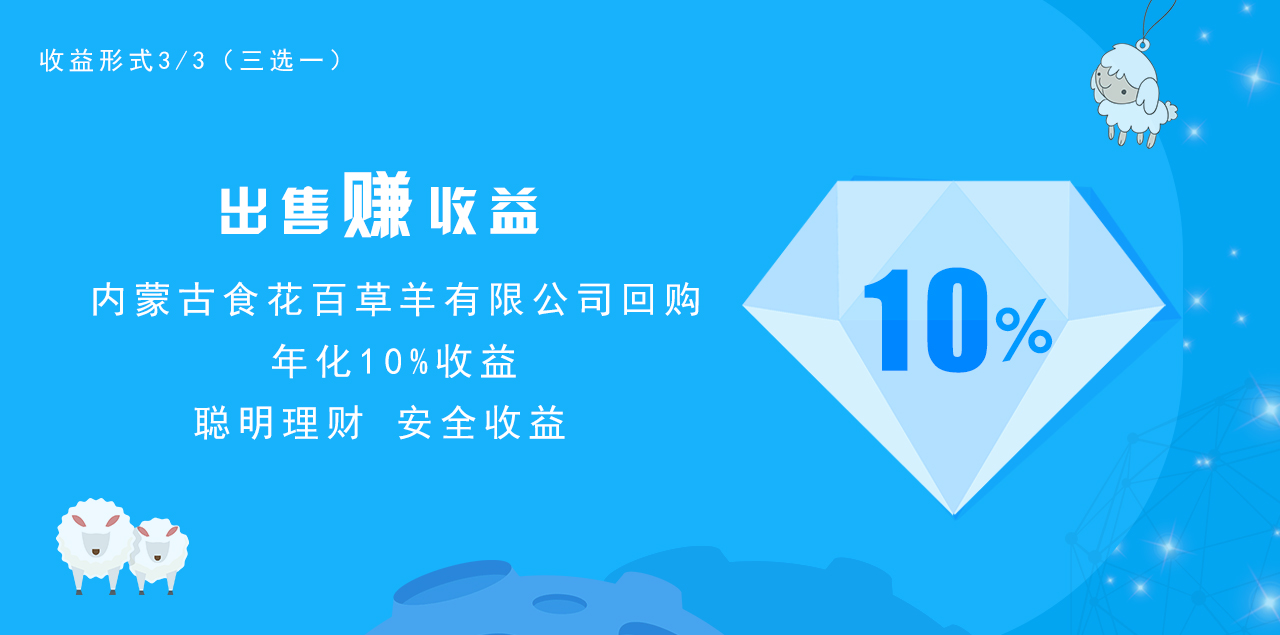 收益形式3/3（三选一）
出售赚收益
内蒙古食花百草羊有限公司回购
年化10%收益
聪明理财 安全收益
10%